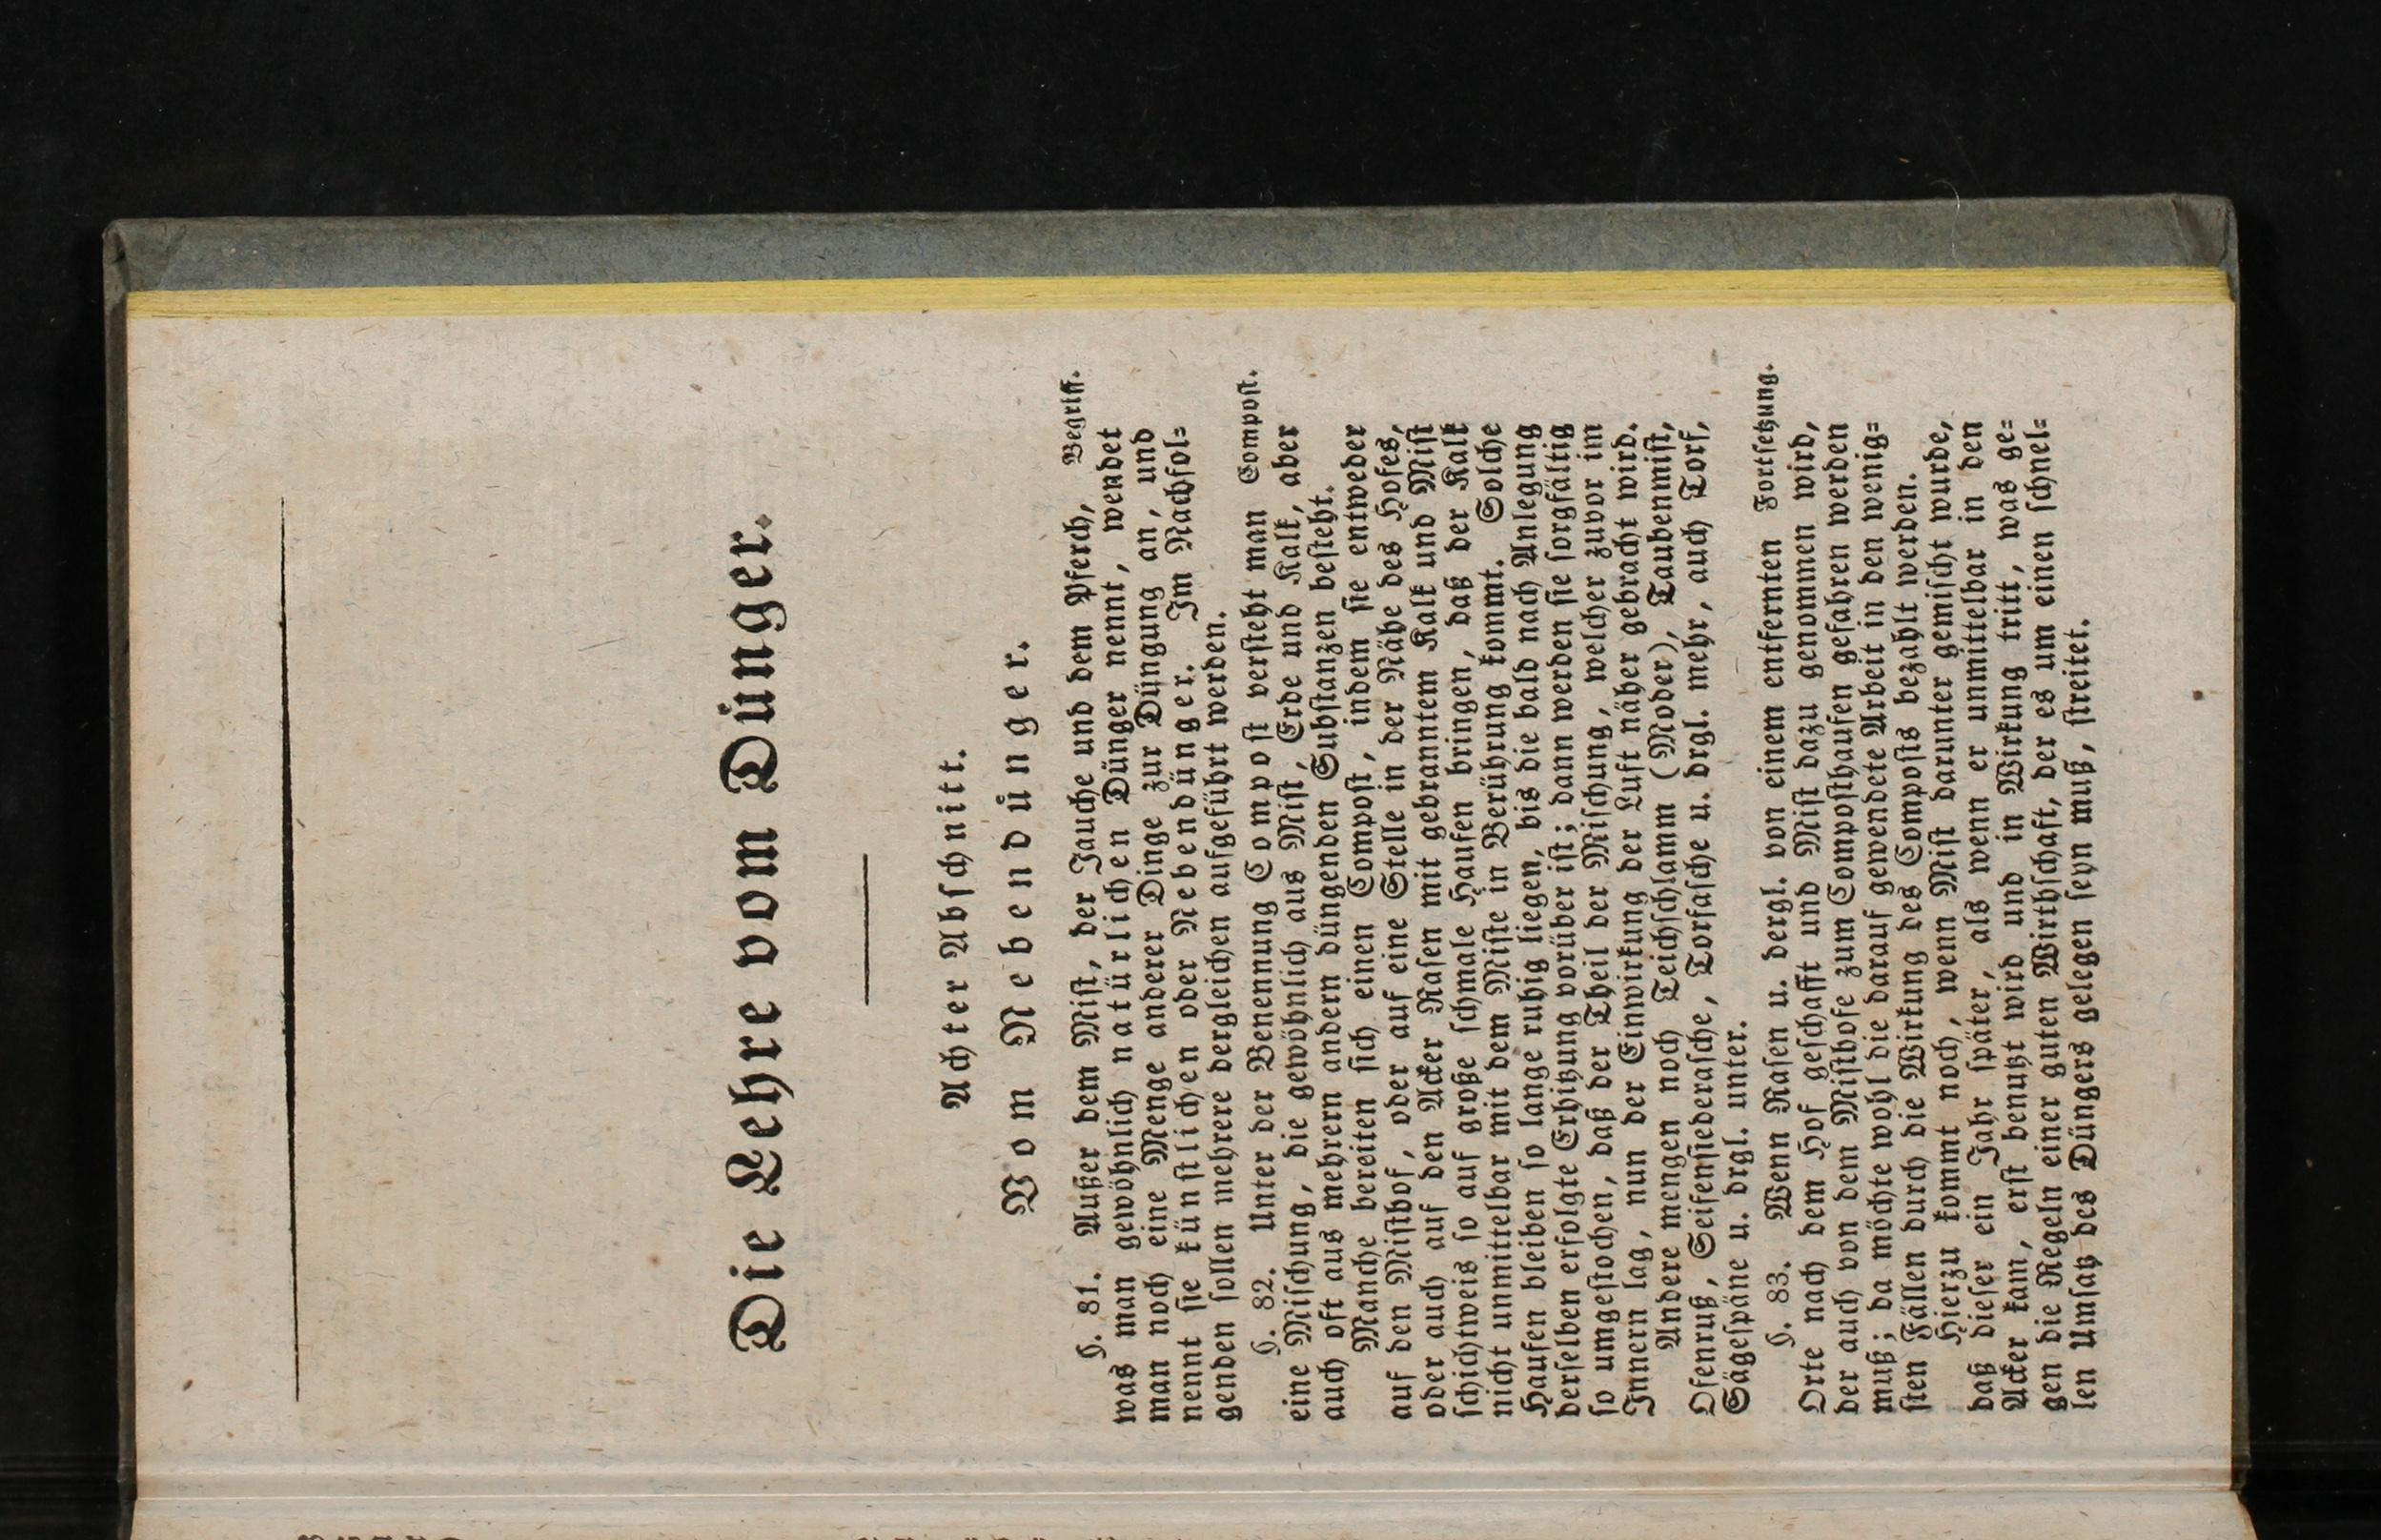 Die Lehre vom Dünger.
Achter Abschnitt.
Vom Nebendünger.
§. 81. Außer dem Mist, der Jauche und dem Pferch, Begriff.
was man gewöhnlich natürlichen Dünger nennt, wendet
man noch eine Menge anderer Dinge zur Düngung an, und
nennt sie künstlichen oder Nebendünger. Im Nachfol-
genden sollen mehrere dergleichen aufgeführt werden.
§. 82. Unter der Benennung Compost versteht man Compost.
eine Mischung, die gewöhnlich aus Mist, Erde und Kalk, aber
auch oft aus mehrern andern düngenden Substanzen besteht.
Manche bereiten sich einen Compost, indem sie entweder
auf den Misthof, oder auf eine Stelle in der Nähe des Hofes,
oder auch auf den Acker Rasen mit gebranntem Kalk und Mist
schichtweis so auf große schmale Haufen bringen, daß der Kalk
nicht unmittelbar mit dem Miste in Berührung kommt. Solche
Haufen bleiben so lange ruhig liegen, bis die bald nach Anlegung
derselben erfolgte Erhitzung vorüber ist; dann werden sie sorgfältig
so umgestochen, daß der Theil der Mischung, welcher zuvor im
Innern lag, nun der Einwirkung der Luft näher gebracht wird.
Andere mengen noch Teichschlamm (Moder), Taubenmist,
Ofenruß, Seifensiederasche, Torfasche u. drgl. mehr, auch Torf,
Sägespäne u. drgl. unter.
§. 83. Wenn Rasen u. dergl. von einem entfernten Fortsetzung.
Orte nach dem Hof geschafft und Mist dazu genommen wird,
der auch von dem Misthofe zum Composthaufen gefahren werden
muß; da möchte wohl die darauf gewendete Arbeit in den wenig-
sten Fällen durch die Wirkung des Composts bezahlt werden.
Hierzu kommt noch, wenn Mist darunter gemischt wurde,
daß dieser ein Jahr später, als wenn er unmittelbar in den
Acker kam, erst benutzt wird und in Wirkung tritt, was ge-
gen die Regeln einer guten Wirthschaft, der es um einen schnel-
len Umsatz des Düngers gelegen seyn muß, streitet.